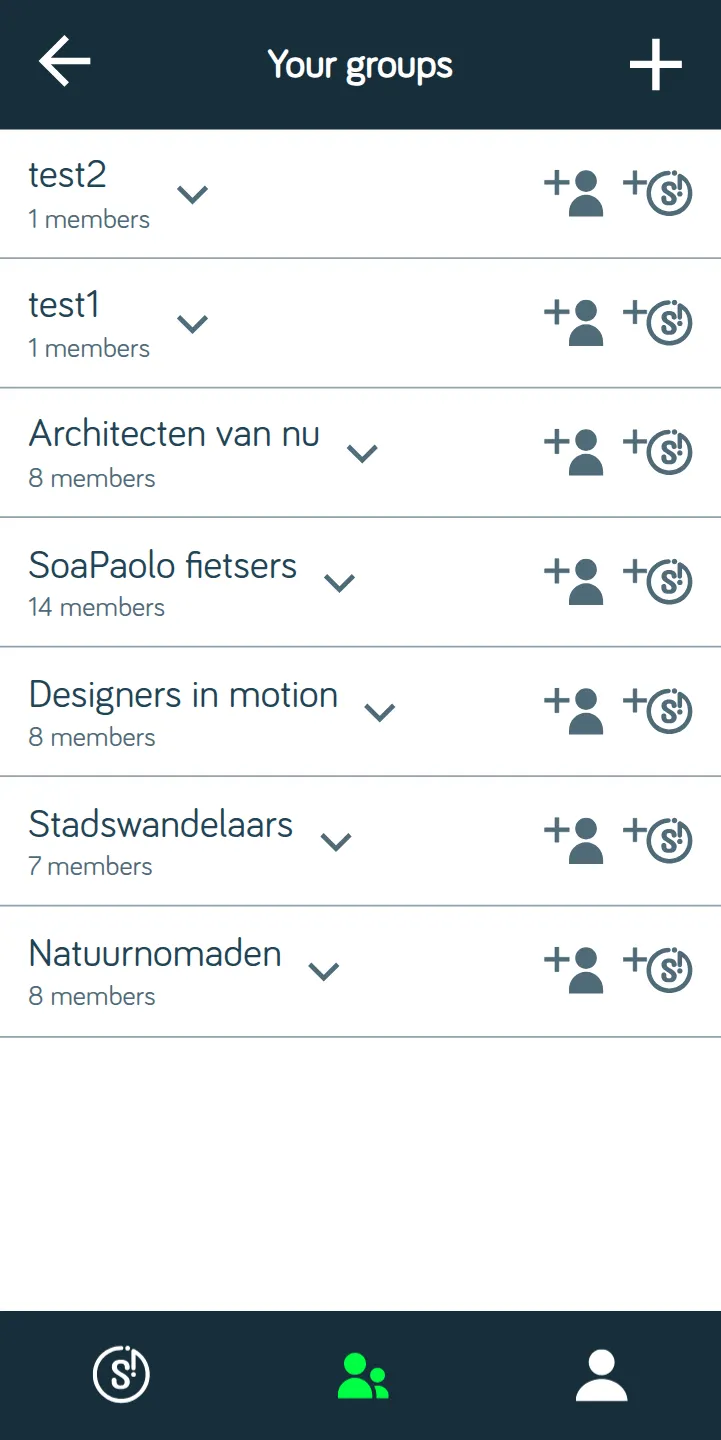 Your groups
test2
1 members
test1
1 members
Architecten van nu
8 members
SoaPaolo fietsers
14 members
Designers in motion
8 members
Stadswandelaars
7 members
Natuurnomaden
8 members